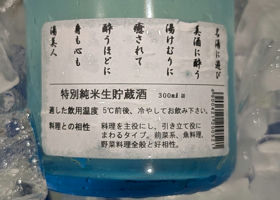 名湯に遊び
美酒に酔う
湯けむりに
癒されて
酔うほどに
身も心も
湯美人
特別純米生貯蔵酒 300ml詰
適した飲用温度 5℃前後、冷やしてお飲み下さい。
料理との相性 料理を主役にし、引き立て役に
まわるタイプ。前菜系、魚料理、
野菜料理全般と好相性。